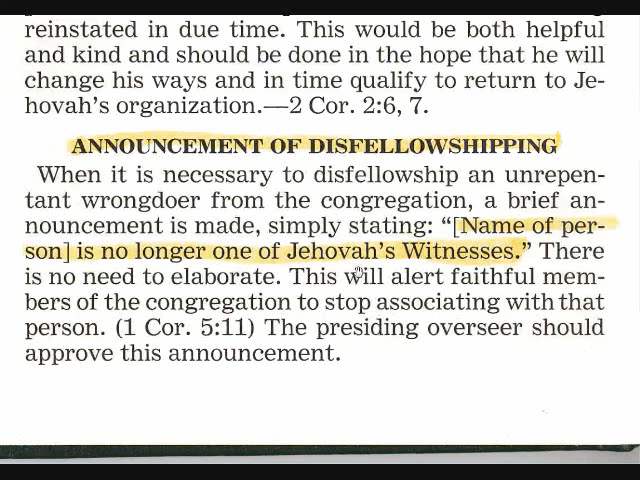 reinstated in due time. This would be both helpful
and kind and should be done in the hope that he will
change his ways and in time qualify to return to Je-
hovah's organization.—2 Cor. 2:6, 7.
ANNOUNCEMENT OF DISFELLOWSHIPPING
When it is necessary to disfellowship an unrepen-
tant wrongdoer from the congregation, a brief an-
nouncement is made, simply stating: “[Name of per-
son] is no longer one of Jehovah's Witnesses.” There
is no need to elaborate. This will alert faithful mem-
bers of the congregation to stop associating with that
person. (1 Cor. 5:11) The presiding overseer should
approve this announcement.